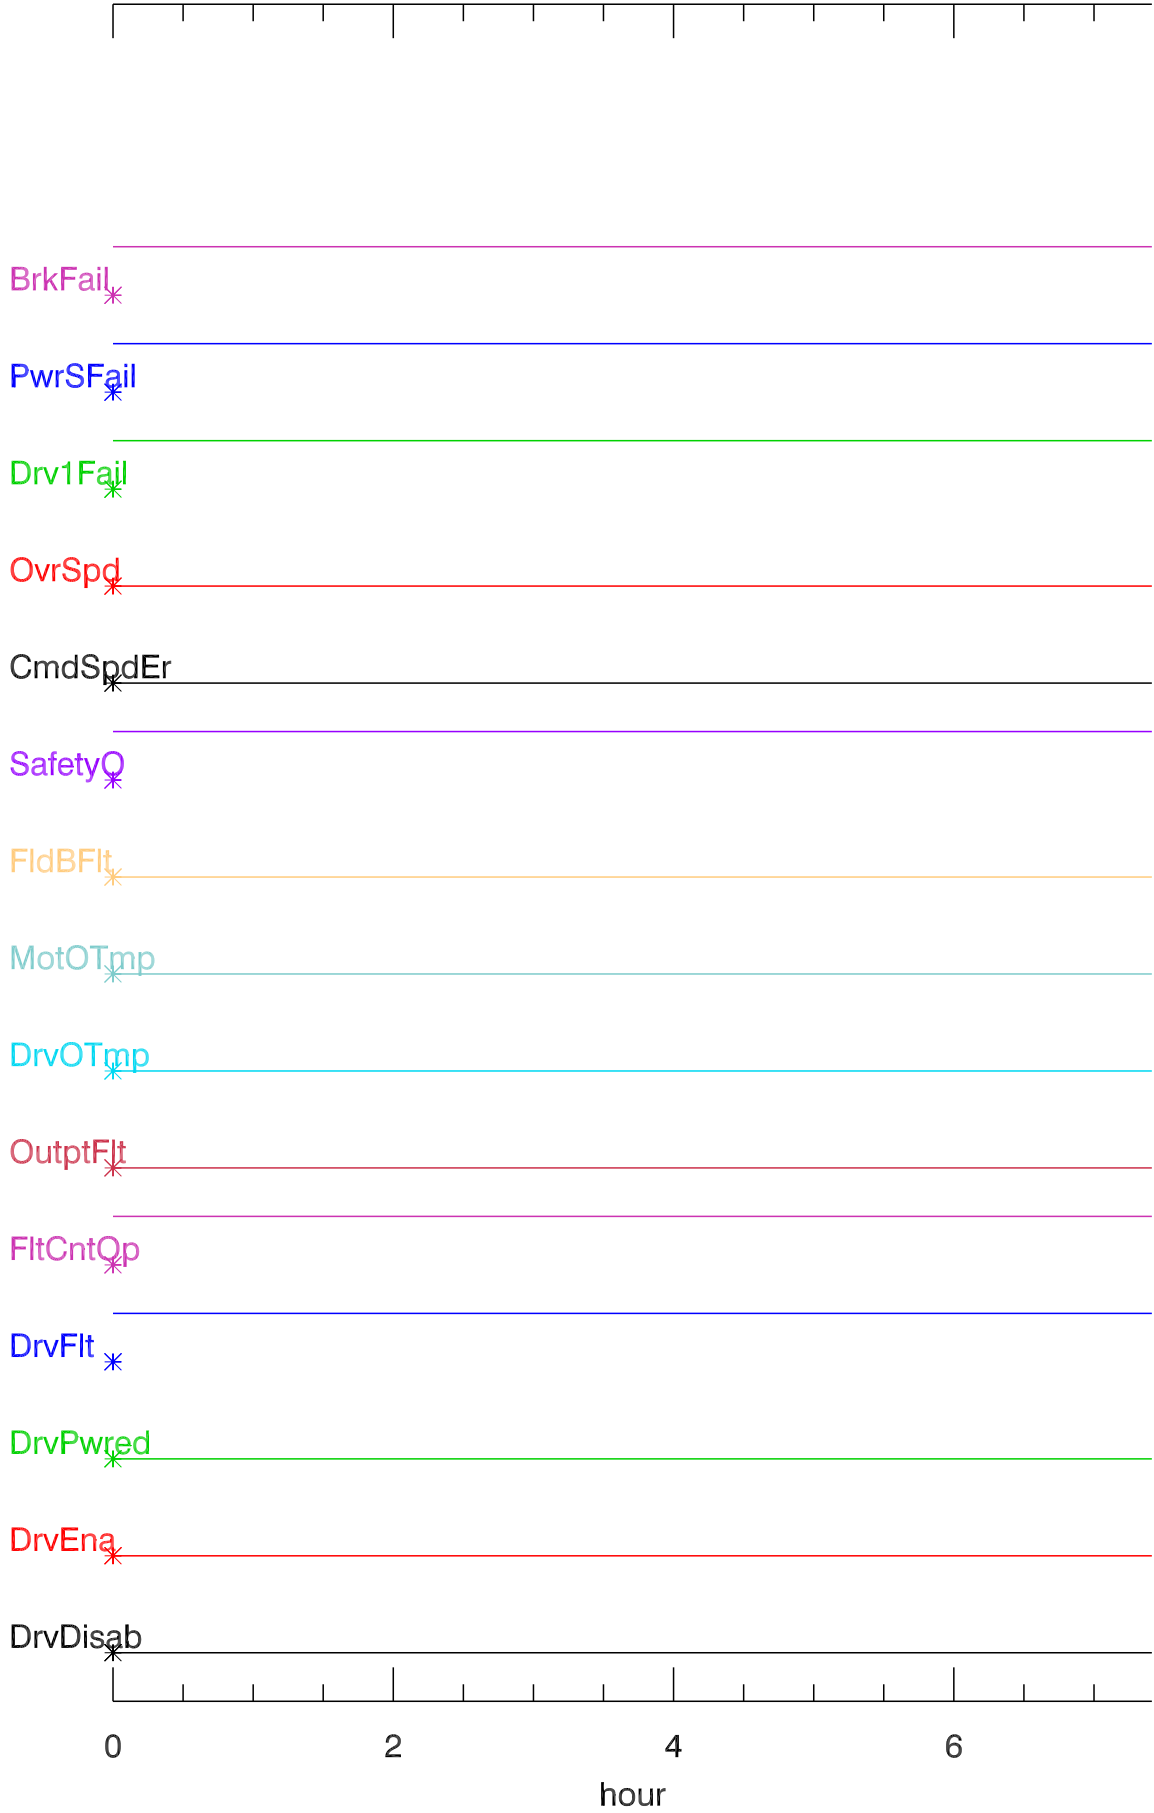 BrkFail
PwrSFail
Drv1Fail
OvrSpd
CmdSpdEr
SafetyO
FldBFlt
MotOTmp
DrvOTmp
OutptFlt
FltCntOp
DrvFlt
DrvPwred
DrvEna
DrvDisab
0 2 4 6
hour